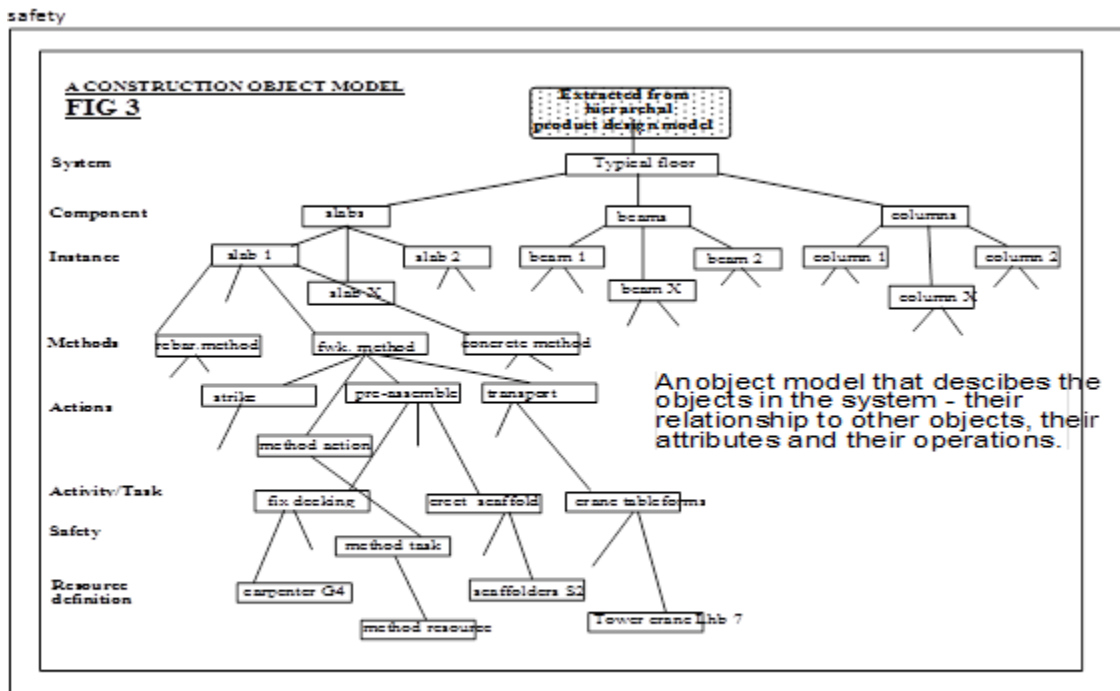 safety
A CONSTRUCTION OBJECT MODEL
FIG 3
Extracted from
hierarchal
product design model
System
Typical floor
Component
slabs
beams
columns
Instance
slab 1
slab 2
beam 1
beam 2
column 1
column 2
slab X
beam X
column X
Methods
rebar.method
fwk. method
concrete method
Actions
strike
pre-assemble
transport
An object model that descibes the
objects in the system - their
relationship to other objects, their
attributes and their operations.
method action
Activity/Task
fix decking
erect scaffold
crane tableforms
Safety
method task
Resource
definition
carpenter G4
scaffolders S2
method resource
Tower crane Lhb 7